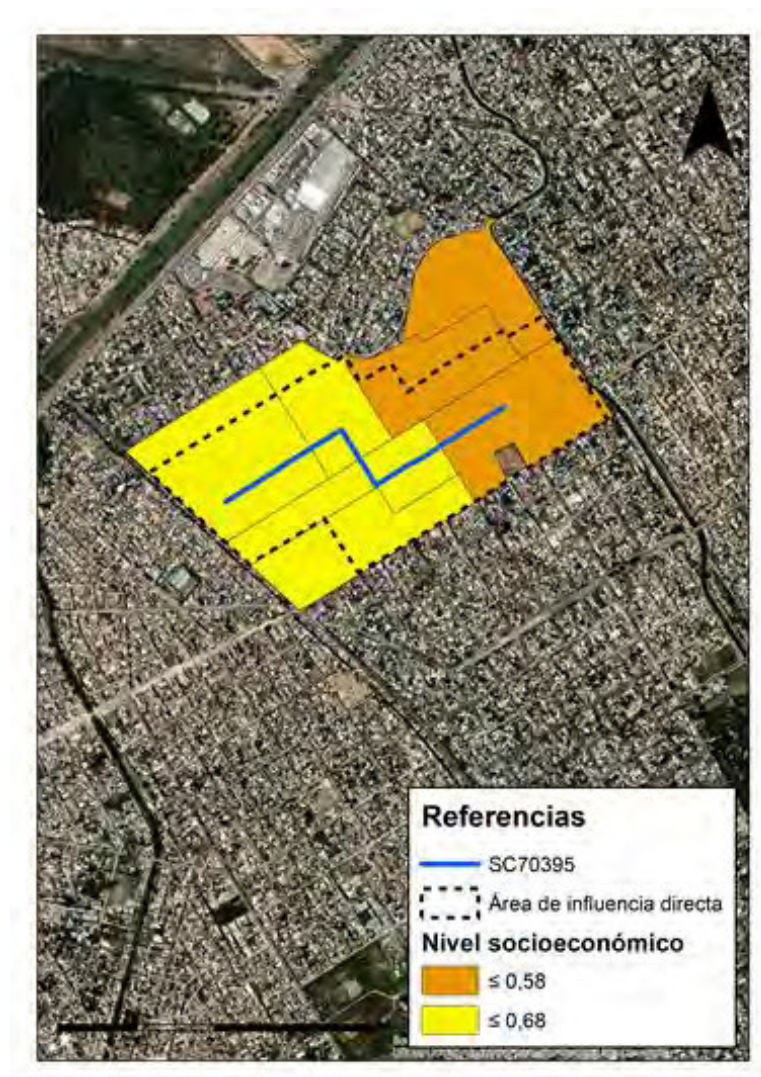 Referencias
SC70395
Área de influencia directa
Nivel socioeconómico
≤ 0,58
≤ 0,68